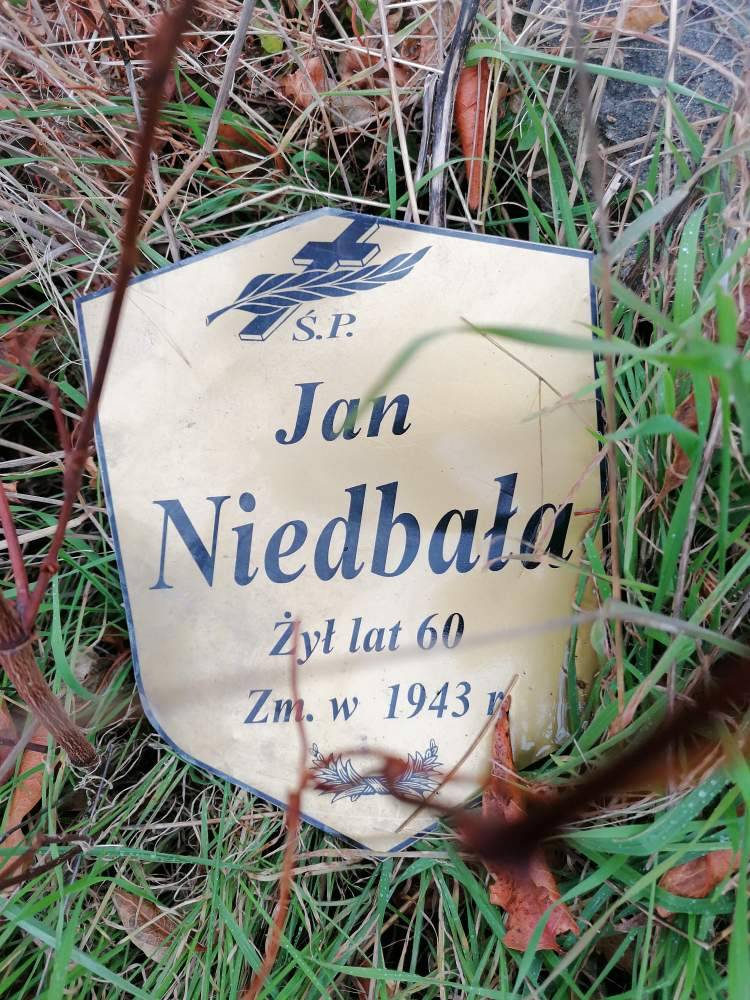 Ś.P.
Jan
Niedbała
Żył lat 60
Zm. w 1943 r